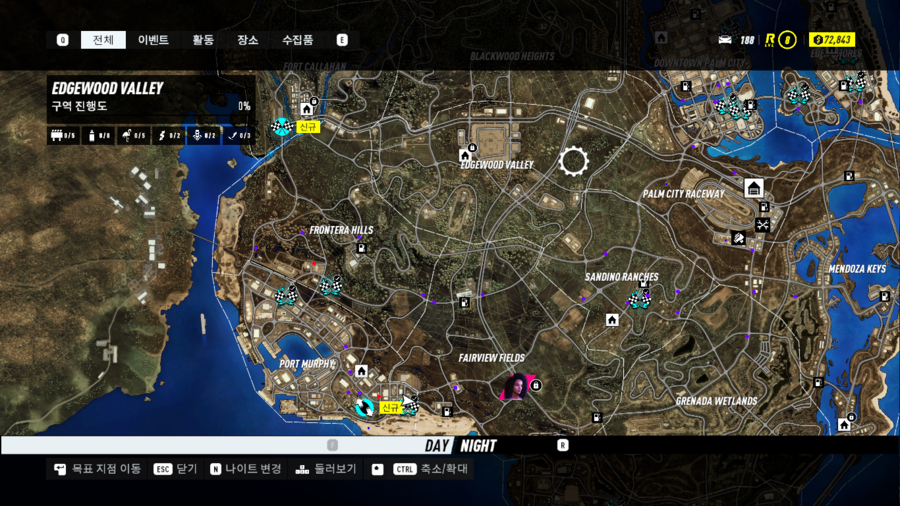 Q 전체 이벤트 활동 장소 수집품 E
188 R LVL 8 72,843
FORT CALLAHAN
BLACKWOOD HEIGHTS
DOWNTOWN PALM CITY
EDGEWOOD VALLEY
구역 진행도 0%
0/5 0/2 0/2 0/3
신규
EDGEWOOD VALLEY
PALM CITY RACEWAY
FRONTERA HILLS
MENDOZA KEYS
SANDINO RANCHES
FAIRVIEW FIELDS
PORT MURPHY
GRENADA WETLANDS
신규
F DAY NIGHT R
목표 지점 이동 ESC 닫기 N 나이트 변경 둘러보기 CTRL 축소/확대